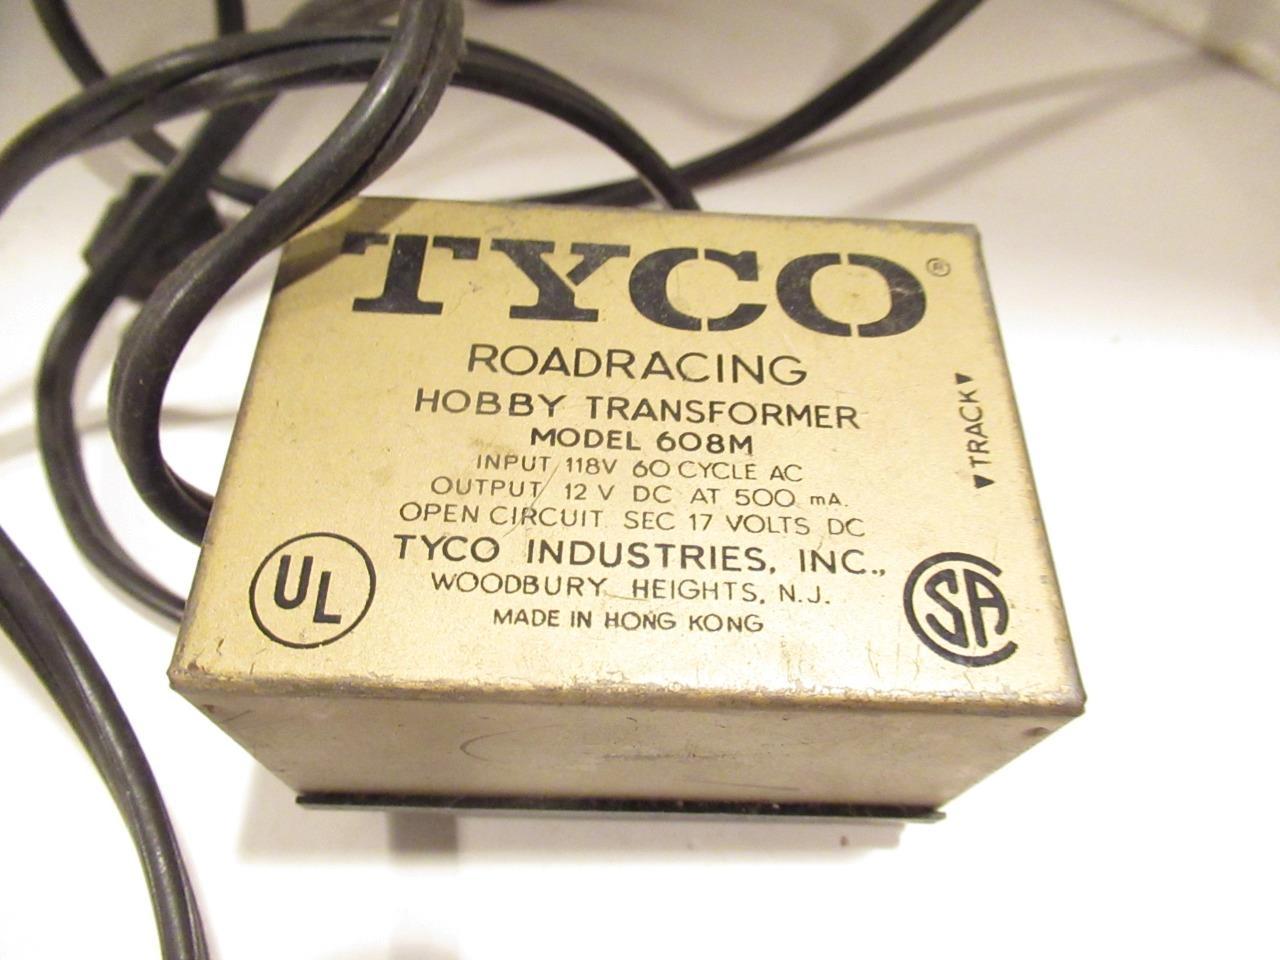 TYCO ®
ROADRACING
HOBBY TRANSFORMER
MODEL 608M
INPUT 118V 60 CYCLE AC
OUTPUT 12 V DC AT 500 mA.
OPEN CIRCUIT SEC 17 VOLTS DC
TYCO INDUSTRIES, INC.,
WOODBURY HEIGHTS, N.J.
MADE IN HONG KONG
UL
SA
◄TRACK►